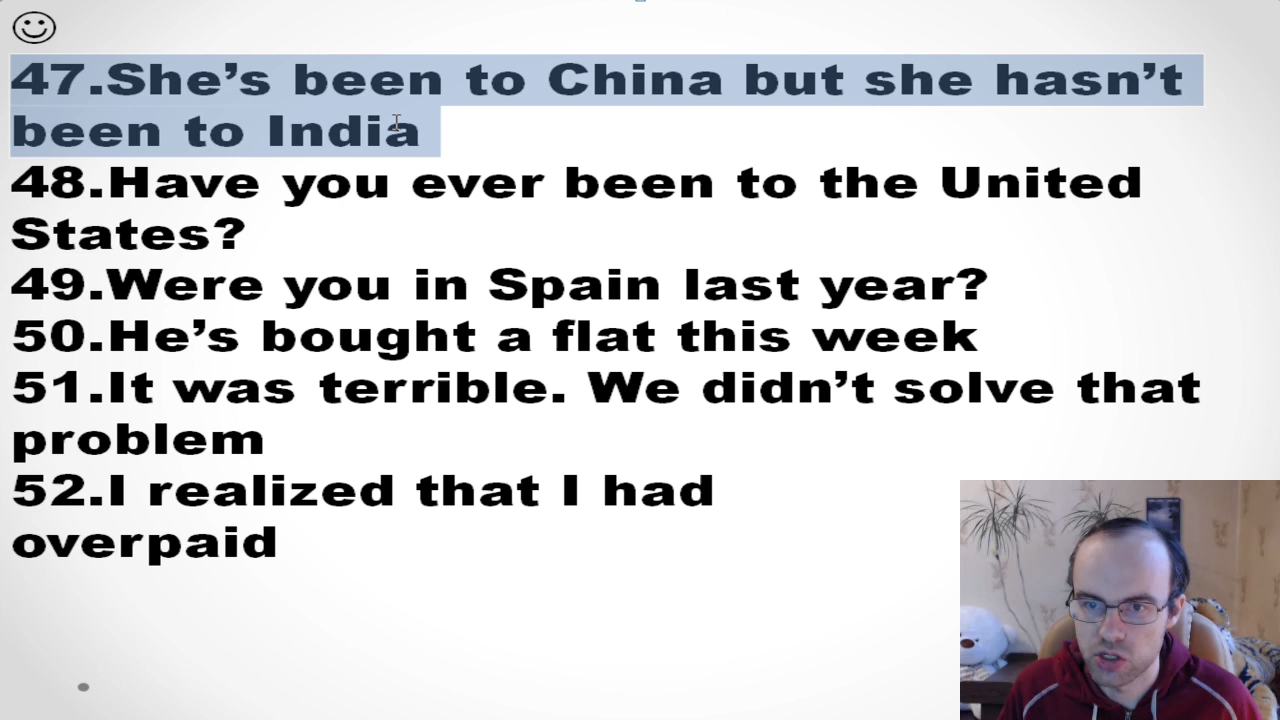 47.She’s been to China but she hasn’t
been to India
48.Have you ever been to the United
States?
49.Were you in Spain last year?
50.He’s bought a flat this week
51.It was terrible. We didn’t solve that
problem
52.I realized that I had
overpaid